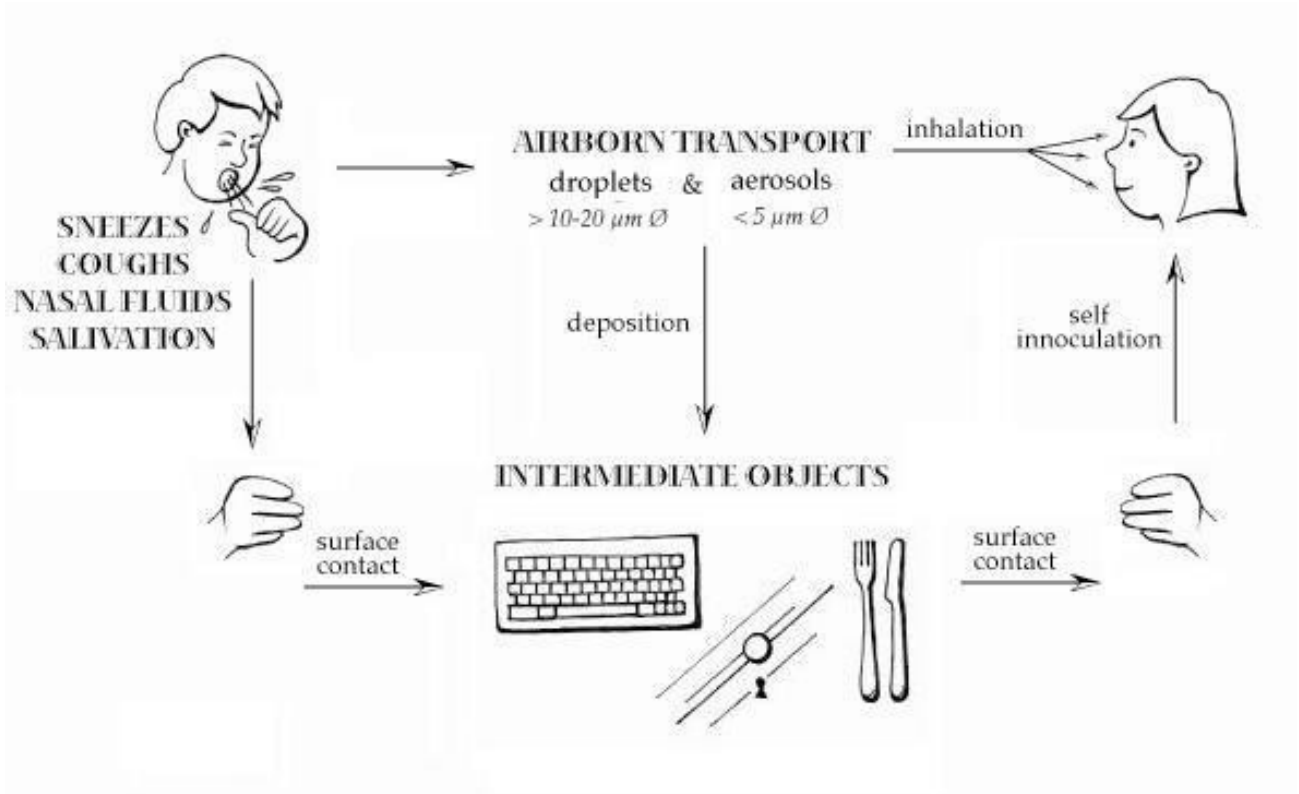 SNEEZES
COUGHS
NASAL FLUIDS
SALIVATION
AIRBORN TRANSPORT
droplets & aerosols
> 10-20 µm Ø <5 µm Ø
inhalation
deposition
self
innoculation
INTERMEDIATE OBJECTS
surface
contact
surface
contact